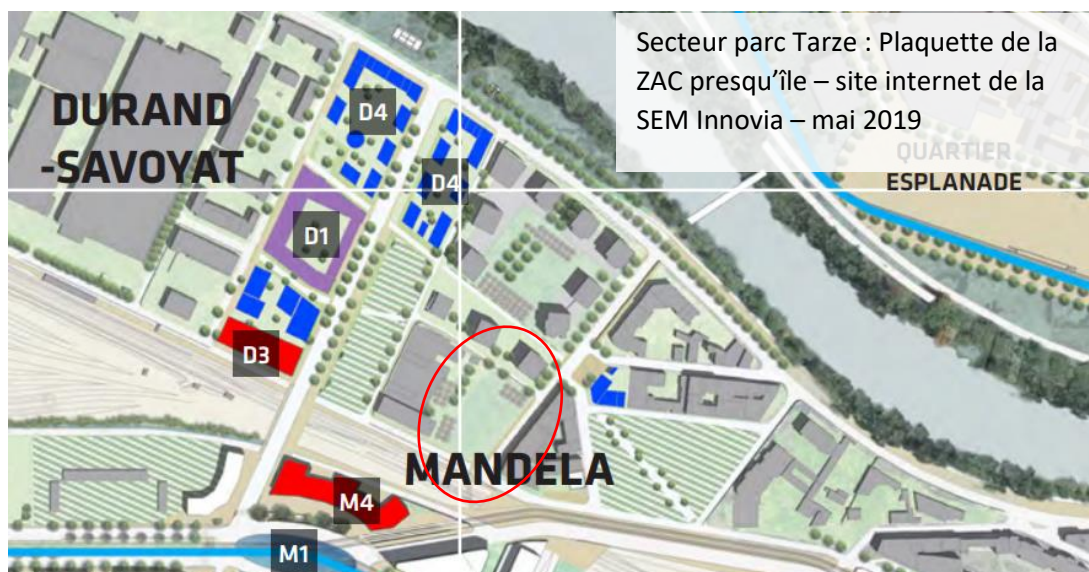 Secteur parc Tarze : Plaquette de la
ZAC presqu’île – site internet de la
SEM Innovia – mai 2019
DURAND
-SAVOYAT
D4
D4
QUARTIER
ESPLANADE
D1
D3
MANDELA
M4
M1